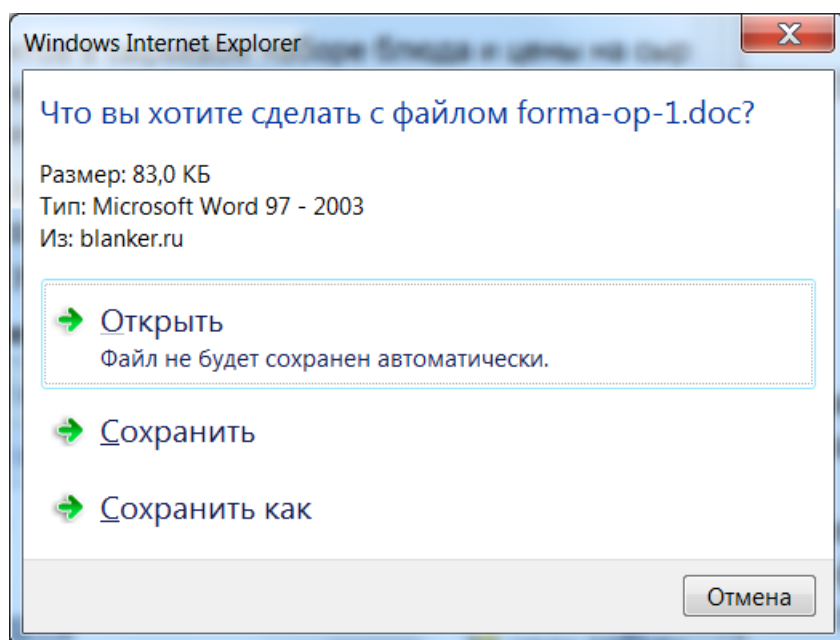 Windows Internet Explorer
Что вы хотите сделать с файлом forma-op-1.doc?
Размер: 83,0 КБ
Тип: Microsoft Word 97 - 2003
Из: blanker.ru
Открыть
Файл не будет сохранен автоматически.
Сохранить
Сохранить как
Отмена